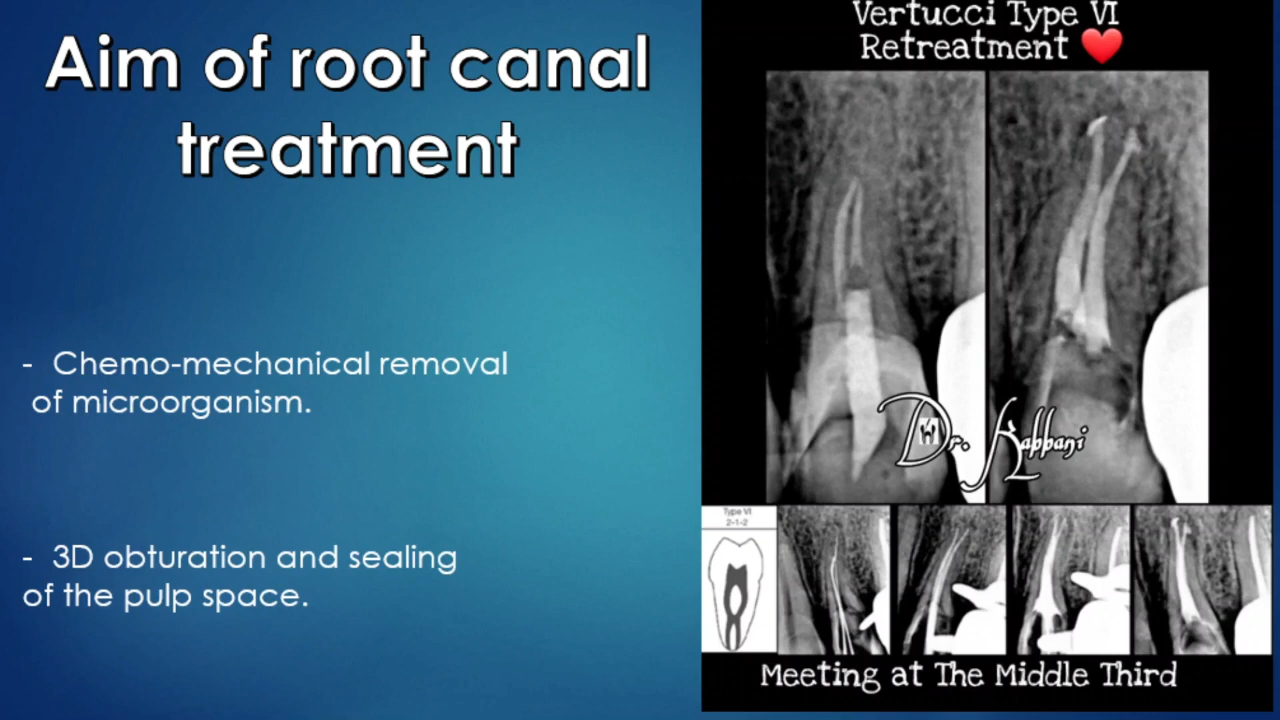 Aim of root canal
treatment
- Chemo-mechanical removal
of microorganism.
- 3D obturation and sealing
of the pulp space.
Vertucci Type VI
Retreatment ❤️
Dr. Rabbani
Type VI
2-1-2
Meeting at The Middle Third